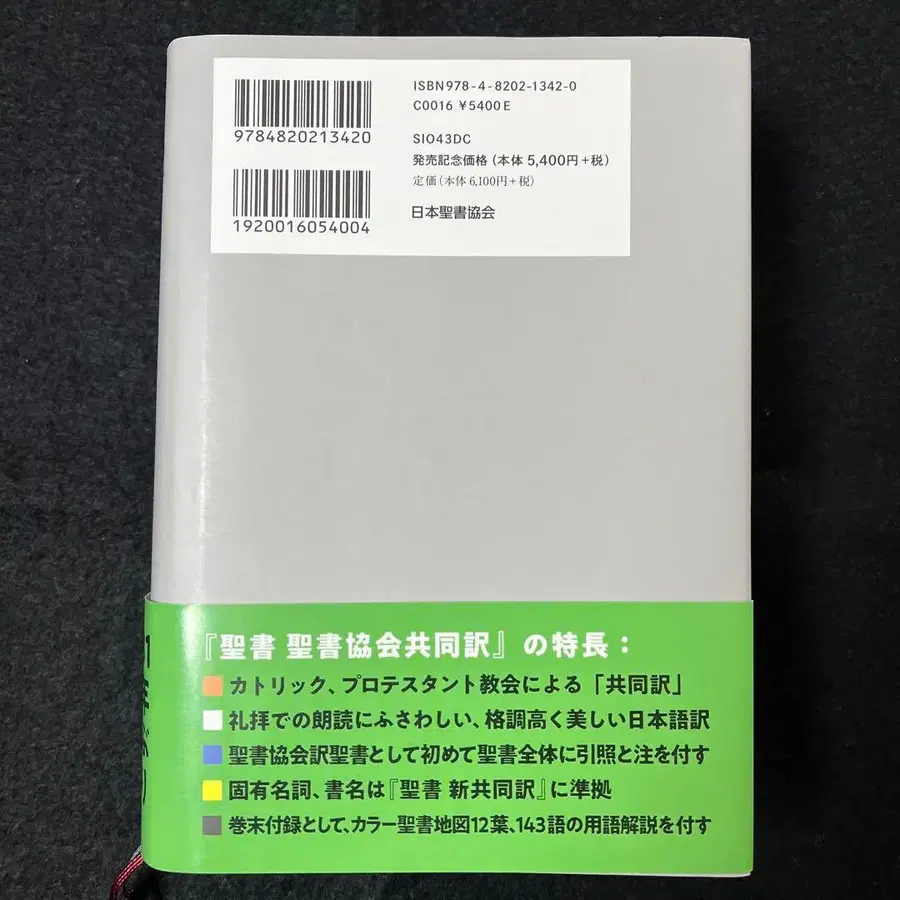 ISBN978-4-8202-1342-0
C0016 ¥5400E
9784820213420
SIO43DC
発売記念価格(本体 5,400円+税)
定価(本体 6,100円+税)
1920016054004
日本聖書協会
『聖書 聖書協会共同訳』の特長:
カトリック、プロテスタント教会による「共同訳」
礼拝での朗読にふさわしい、格調高く美しい日本語訳
聖書協会訳聖書として初めて聖書全体に引照と注を付す
固有名詞、書名は『聖書 新共同訳』に準拠
巻末付録として、カラー聖書地図12葉、143語の用語解説を付す